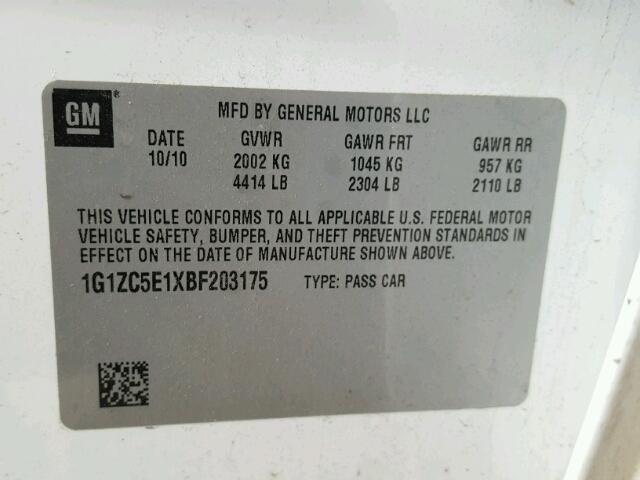 GM®
MFD BY GENERAL MOTORS LLC
DATE GVWR GAWR FRT GAWR RR
10/10 2002 KG 1045 KG 957 KG
4414 LB 2304 LB 2110 LB
THIS VEHICLE CONFORMS TO ALL APPLICABLE U.S. FEDERAL MOTOR
VEHICLE SAFETY, BUMPER, AND THEFT PREVENTION STANDARDS IN
EFFECT ON THE DATE OF MANUFACTURE SHOWN ABOVE.
1G1ZC5E1XBF203175 TYPE: PASS CAR